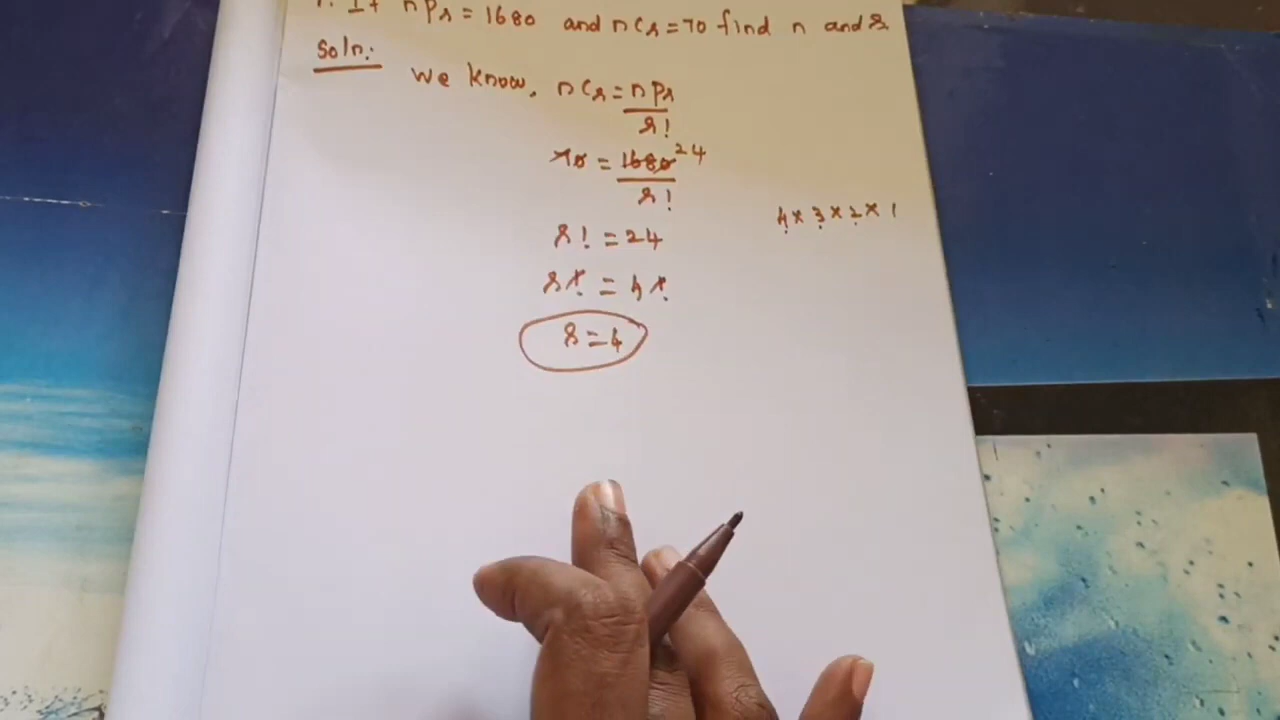 1. If nPr = 1680 and nCr = 70 find n and r
Soln:
We know, nCr = nPr
r!
70 = 1680 24
r!
4 x 3 x 2 x 1
r! = 24
r! = 4!
r = 4